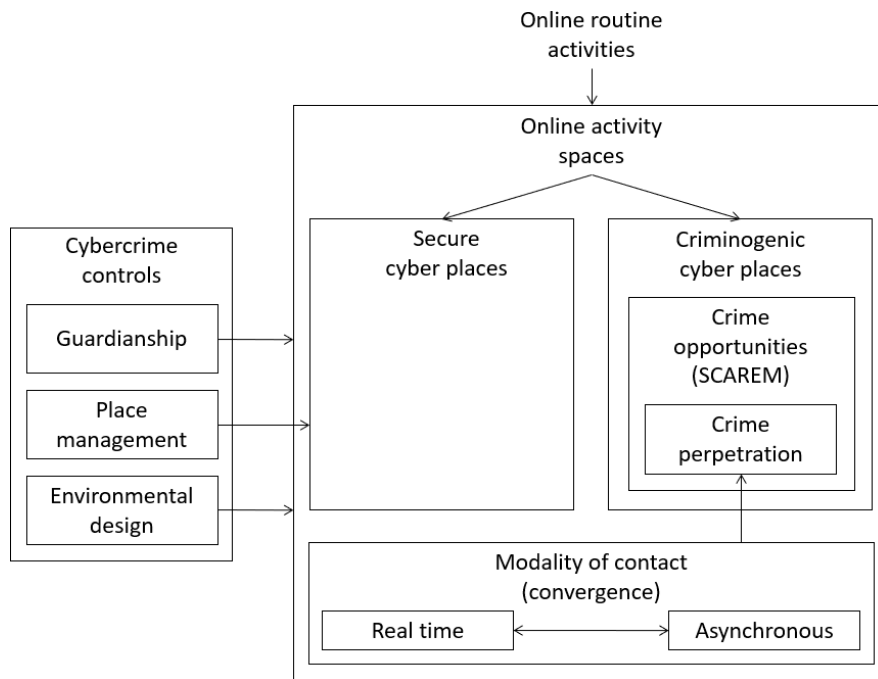 Online routine
activities
Online activity
spaces
Cybercrime
controls
Guardianship
Place
management
Environmental
design
Secure
cyber places
Criminogenic
cyber places
Crime
opportunities
(SCAREM)
Crime
perpetration
Modality of contact
(convergence)
Real time
Asynchronous